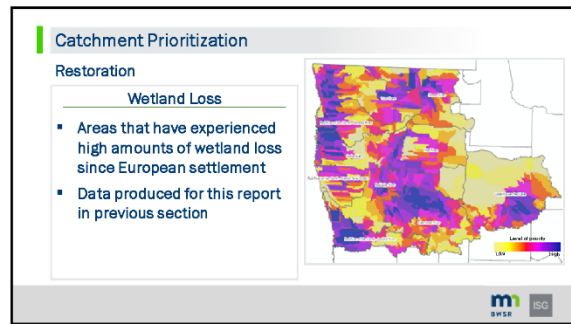 Catchment Prioritization
Restoration
Wetland Loss
▪ Areas that have experienced
high amounts of wetland loss
since European settlement
▪ Data produced for this report
in previous section
Level of priority
Low
High
mn
BWSR
ISG